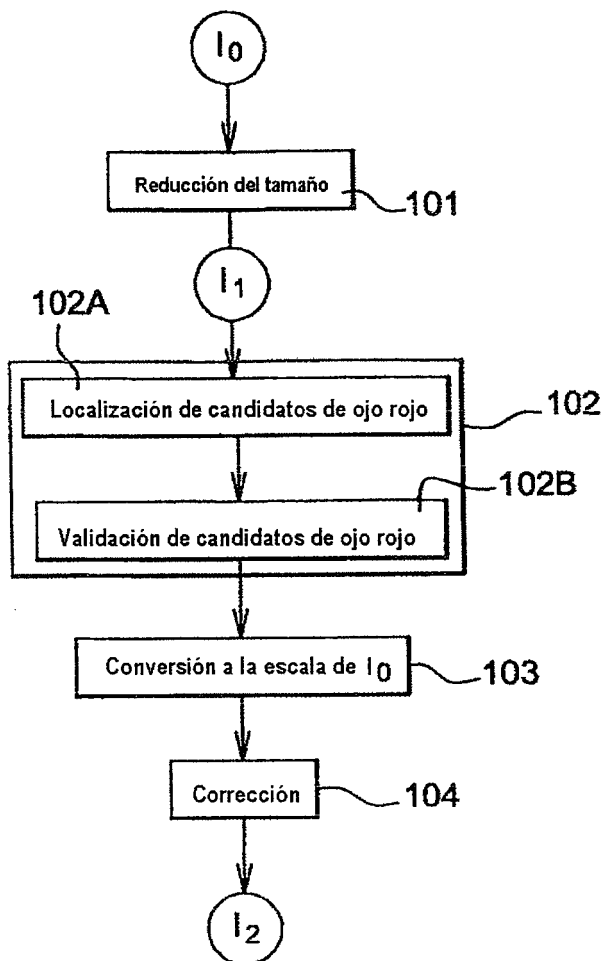 I0
Reducción del tamaño
101
I1
102A
Localización de candidatos de ojo rojo
102
102B
Validación de candidatos de ojo rojo
Conversión a la escala de I0
103
Corrección
104
I2